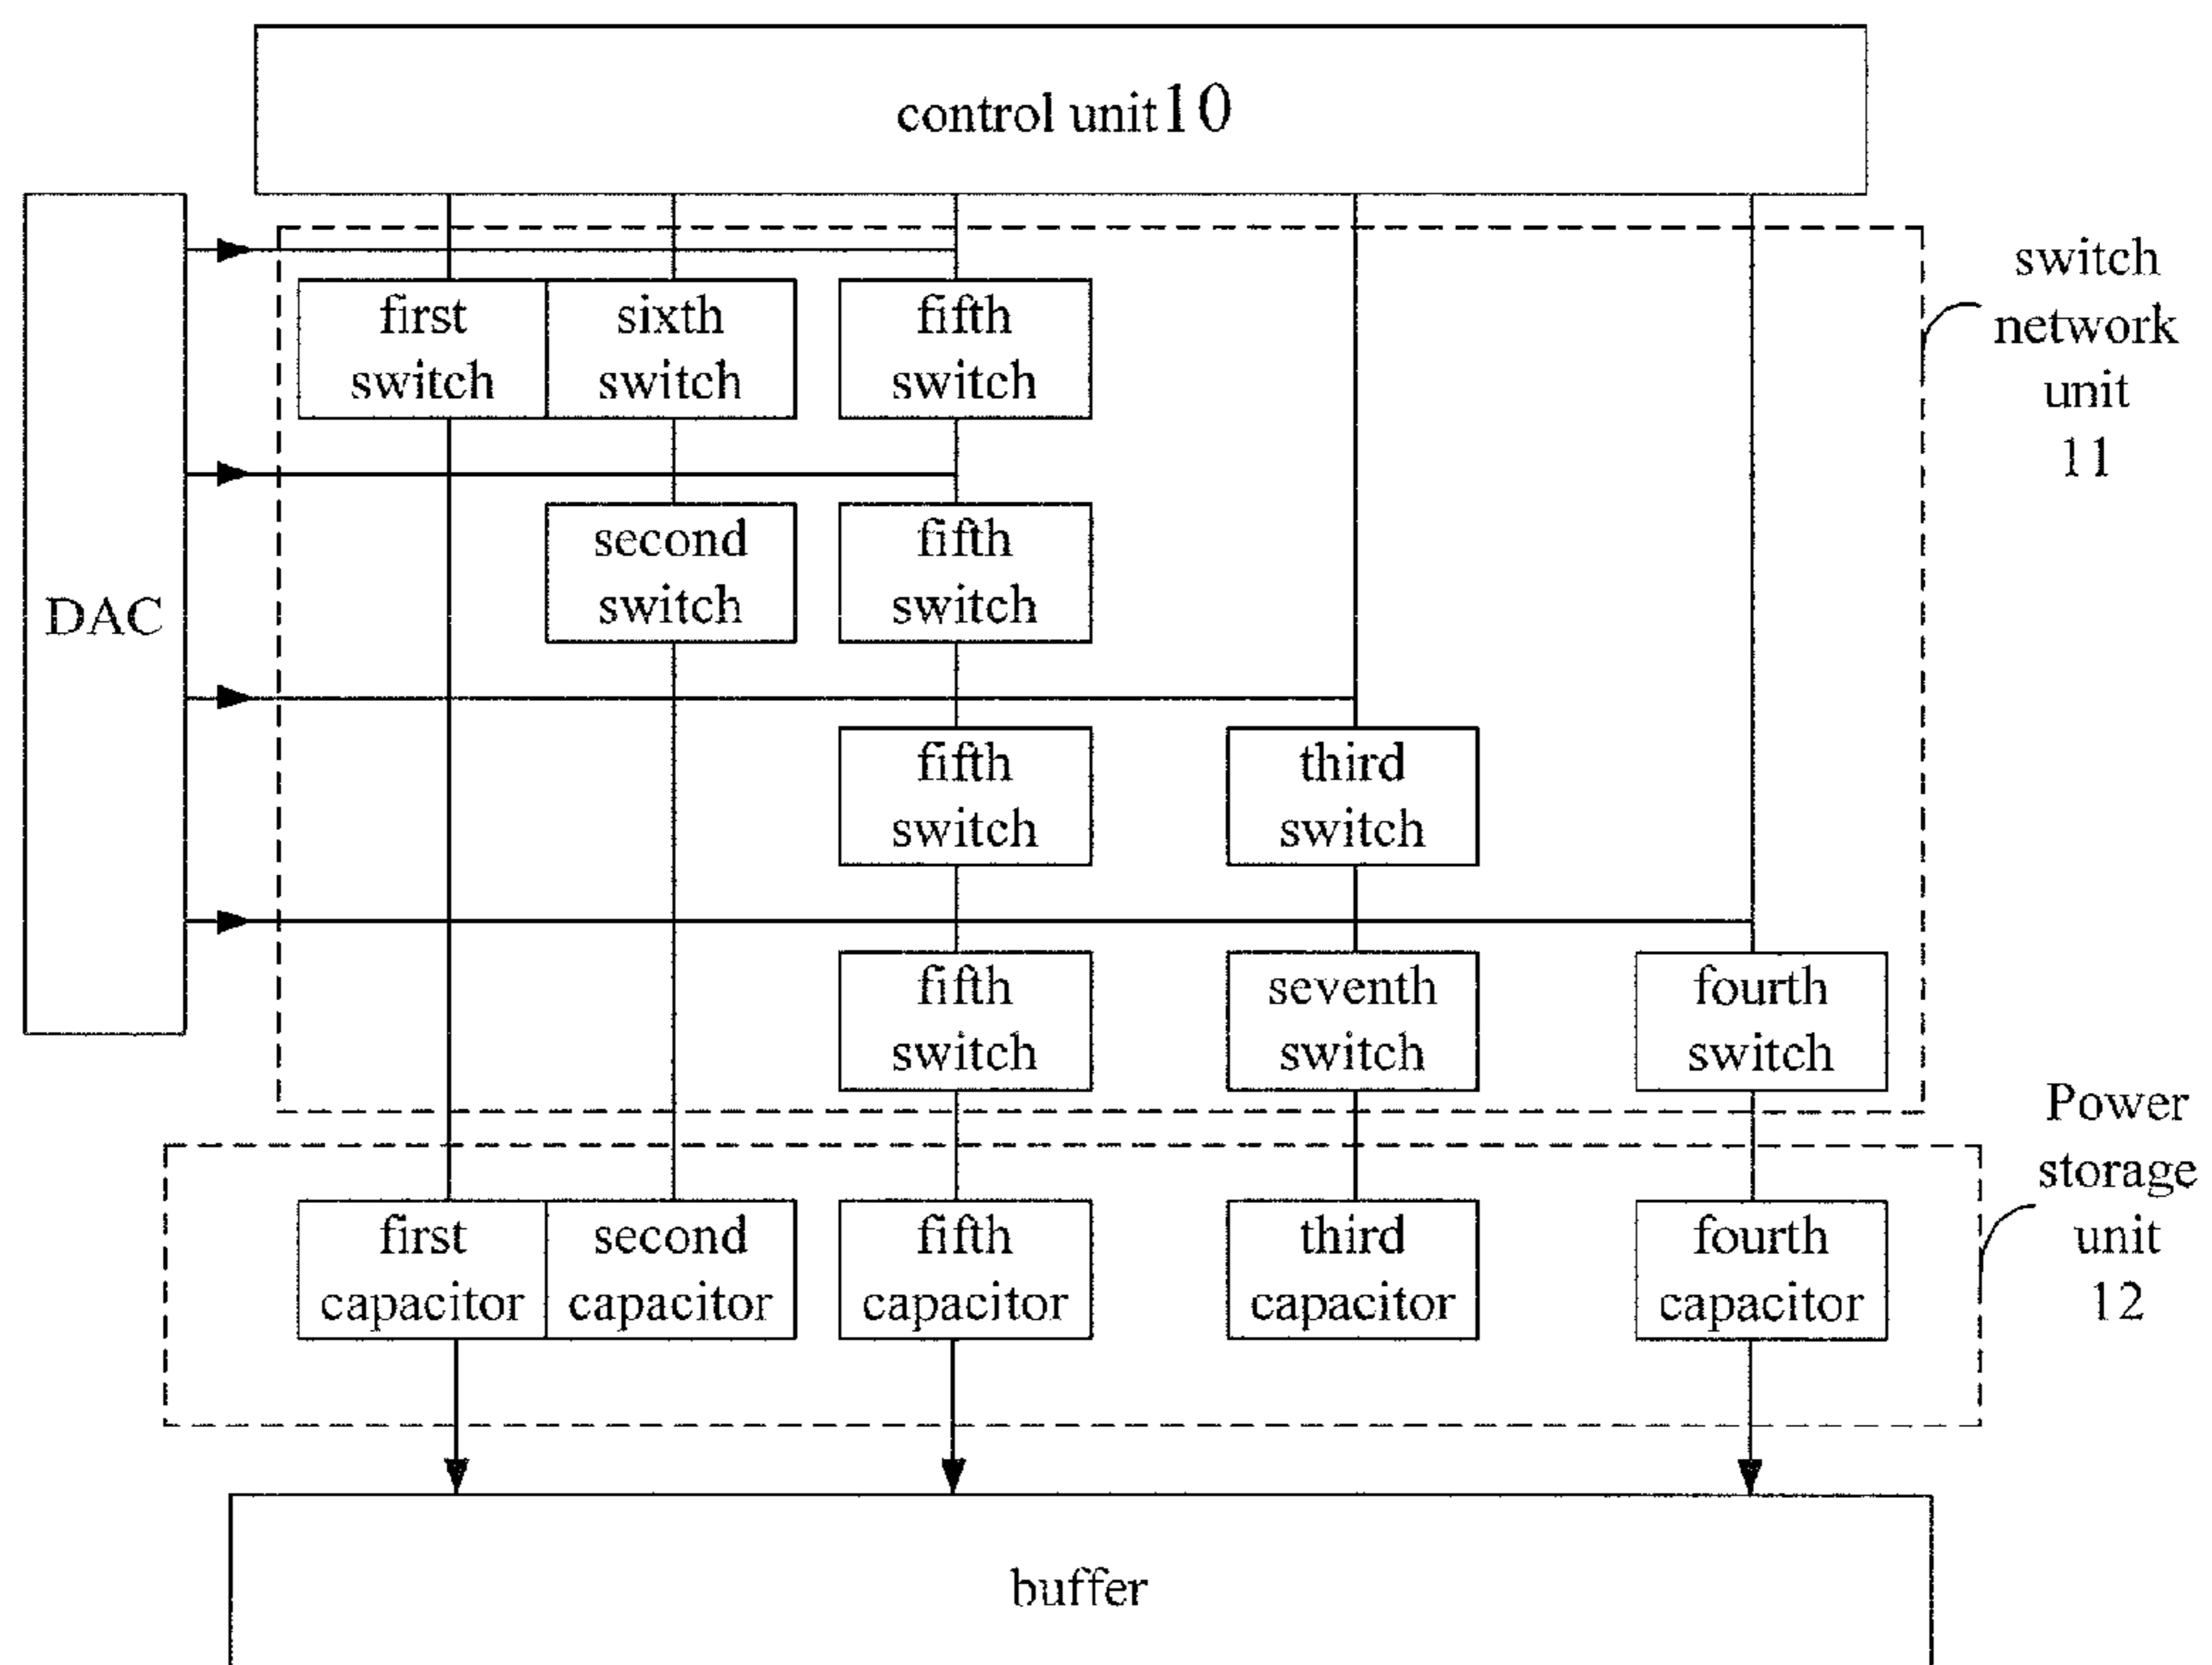 control unit10
switch
network
unit
11
first
switch
sixth
switch
fifth
switch
DAC
second
switch
fifth
switch
fifth
switch
third
switch
fifth
switch
seventh
switch
fourth
switch
Power
storage
unit
12
first
capacitor
second
capacitor
fifth
capacitor
third
capacitor
fourth
capacitor
buffer